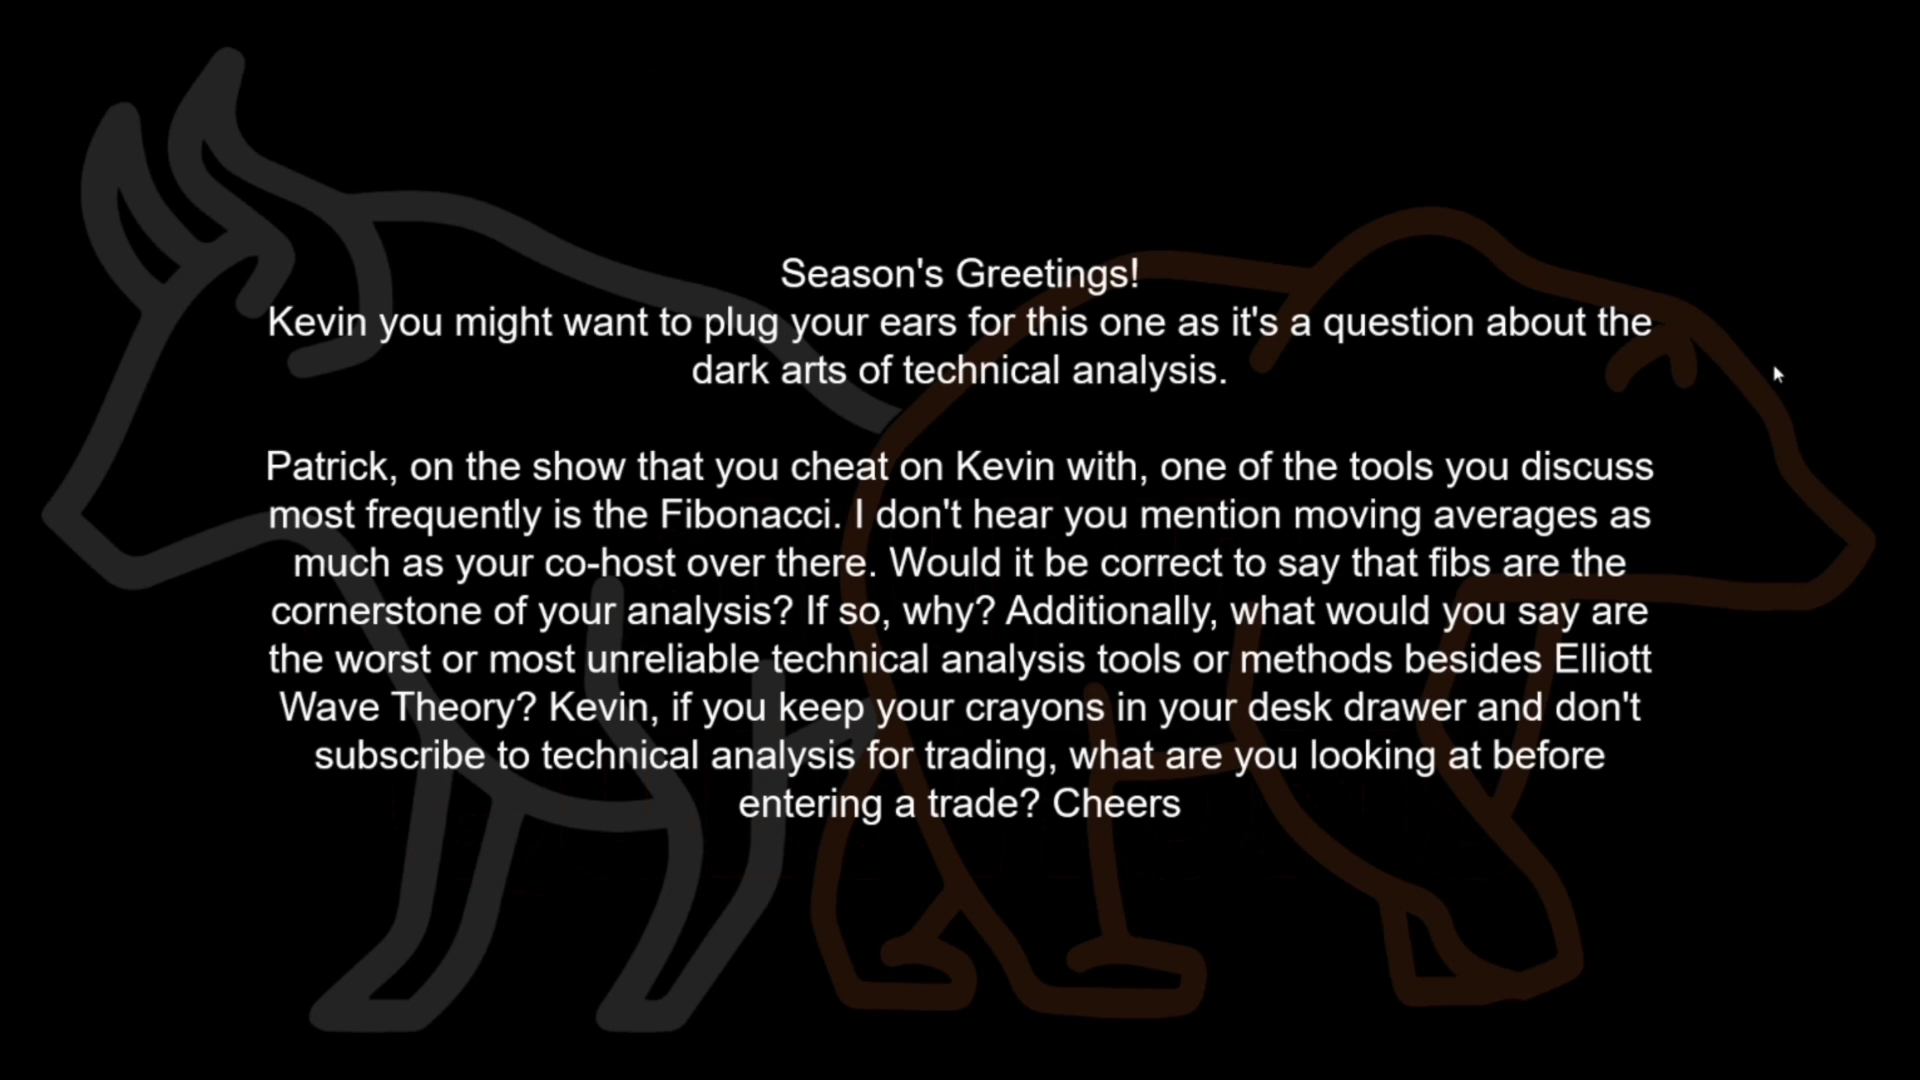 Season's Greetings!
Kevin you might want to plug your ears for this one as it's a question about the
dark arts of technical analysis.
Patrick, on the show that you cheat on Kevin with, one of the tools you discuss
most frequently is the Fibonacci. I don't hear you mention moving averages as
much as your co-host over there. Would it be correct to say that fibs are the
cornerstone of your analysis? If so, why? Additionally, what would you say are
the worst or most unreliable technical analysis tools or methods besides Elliott
Wave Theory? Kevin, if you keep your crayons in your desk drawer and don't
subscribe to technical analysis for trading, what are you looking at before
entering a trade? Cheers